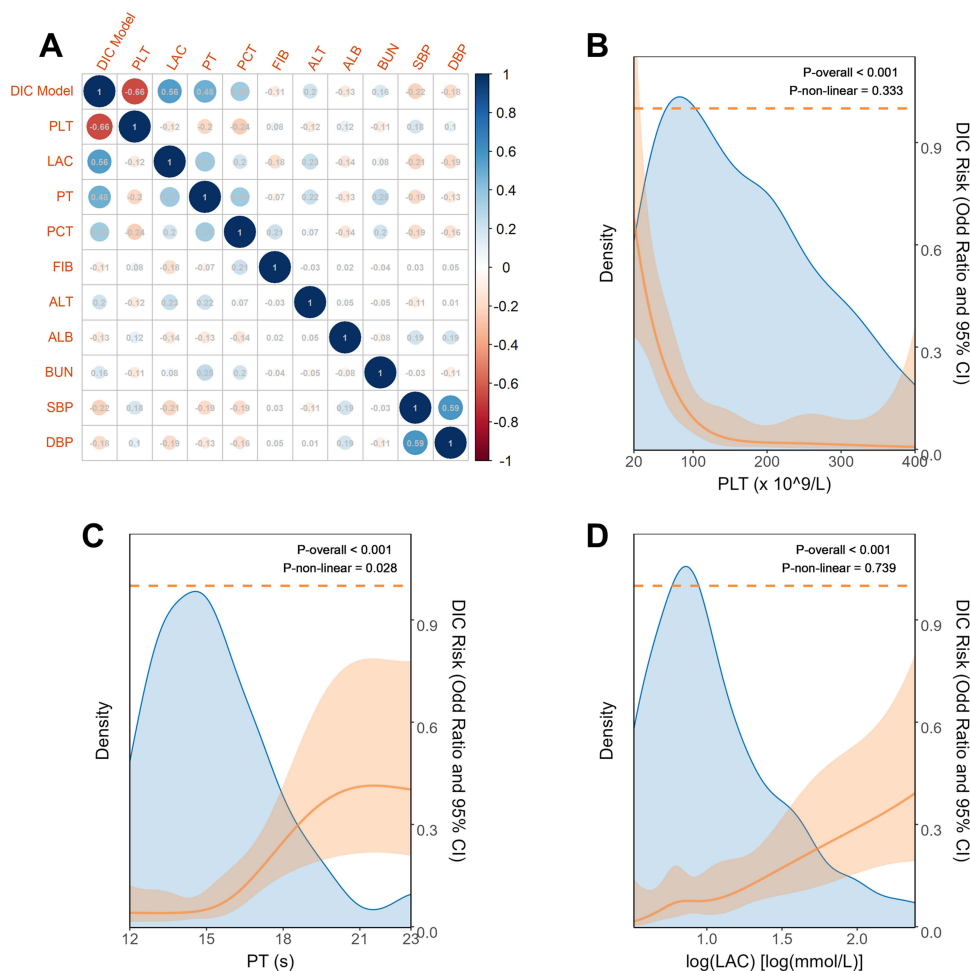 A
DIC Model PLT LAC PT PCT FIB ALT ALB BUN SBP DBP
DIC Model 1 -0.66 0.56 0.48 -0.11 0.2 -0.13 0.16 -0.22 -0.18
PLT -0.66 1 -0.12 -0.2 -0.24 0.08 -0.12 0.12 -0.11 0.18 0.1
LAC 0.56 -0.12 1 0.2 -0.18 0.23 -0.14 0.08 -0.21 -0.19
PT 0.48 -0.2 1 -0.07 0.22 -0.13 0.25 -0.19 -0.13
PCT -0.24 0.2 1 0.21 0.07 -0.14 0.2 -0.19 -0.16
FIB -0.11 0.08 -0.18 -0.07 0.21 1 -0.03 0.02 -0.04 0.03 0.05
ALT 0.2 -0.12 0.23 0.22 0.07 -0.03 1 0.05 -0.05 -0.11 0.01
ALB -0.13 0.12 -0.14 -0.13 -0.14 0.02 0.05 1 -0.08 0.19 0.19
BUN 0.16 -0.11 0.08 0.25 0.2 -0.04 -0.05 -0.08 1 -0.03 -0.11
SBP -0.22 0.18 -0.21 -0.19 -0.19 0.03 -0.11 0.19 -0.03 1 0.59
DBP -0.18 0.1 -0.19 -0.13 -0.16 0.05 0.01 0.19 -0.11 0.59 1
1
0.8
0.6
0.4
0.2
0
-0.2
-0.4
-0.6
-0.8
-1
B
P-overall < 0.001
P-non-linear = 0.333
Density
DIC Risk (Odd Ratio and 95% CI)
0.9
0.6
0.3
0.0
20 100 200 300 400
PLT (x 10^9/L)
C
P-overall < 0.001
P-non-linear = 0.028
Density
DIC Risk (Odd Ratio and 95% CI)
0.9
0.6
0.3
0.0
12 15 18 21 23
PT (s)
D
P-overall < 0.001
P-non-linear = 0.739
Density
DIC Risk (Odd Ratio and 95% CI)
0.9
0.6
0.3
0.0
1.0 1.5 2.0
log(LAC) [log(mmol/L)]